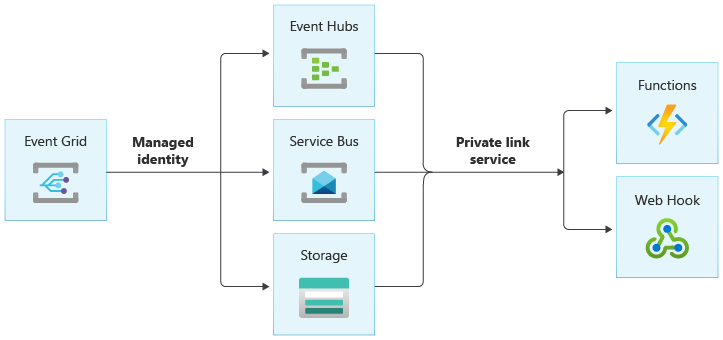 Event Grid
Managed
identity
Event Hubs
Service Bus
Storage
Private link
service
Functions
Web Hook